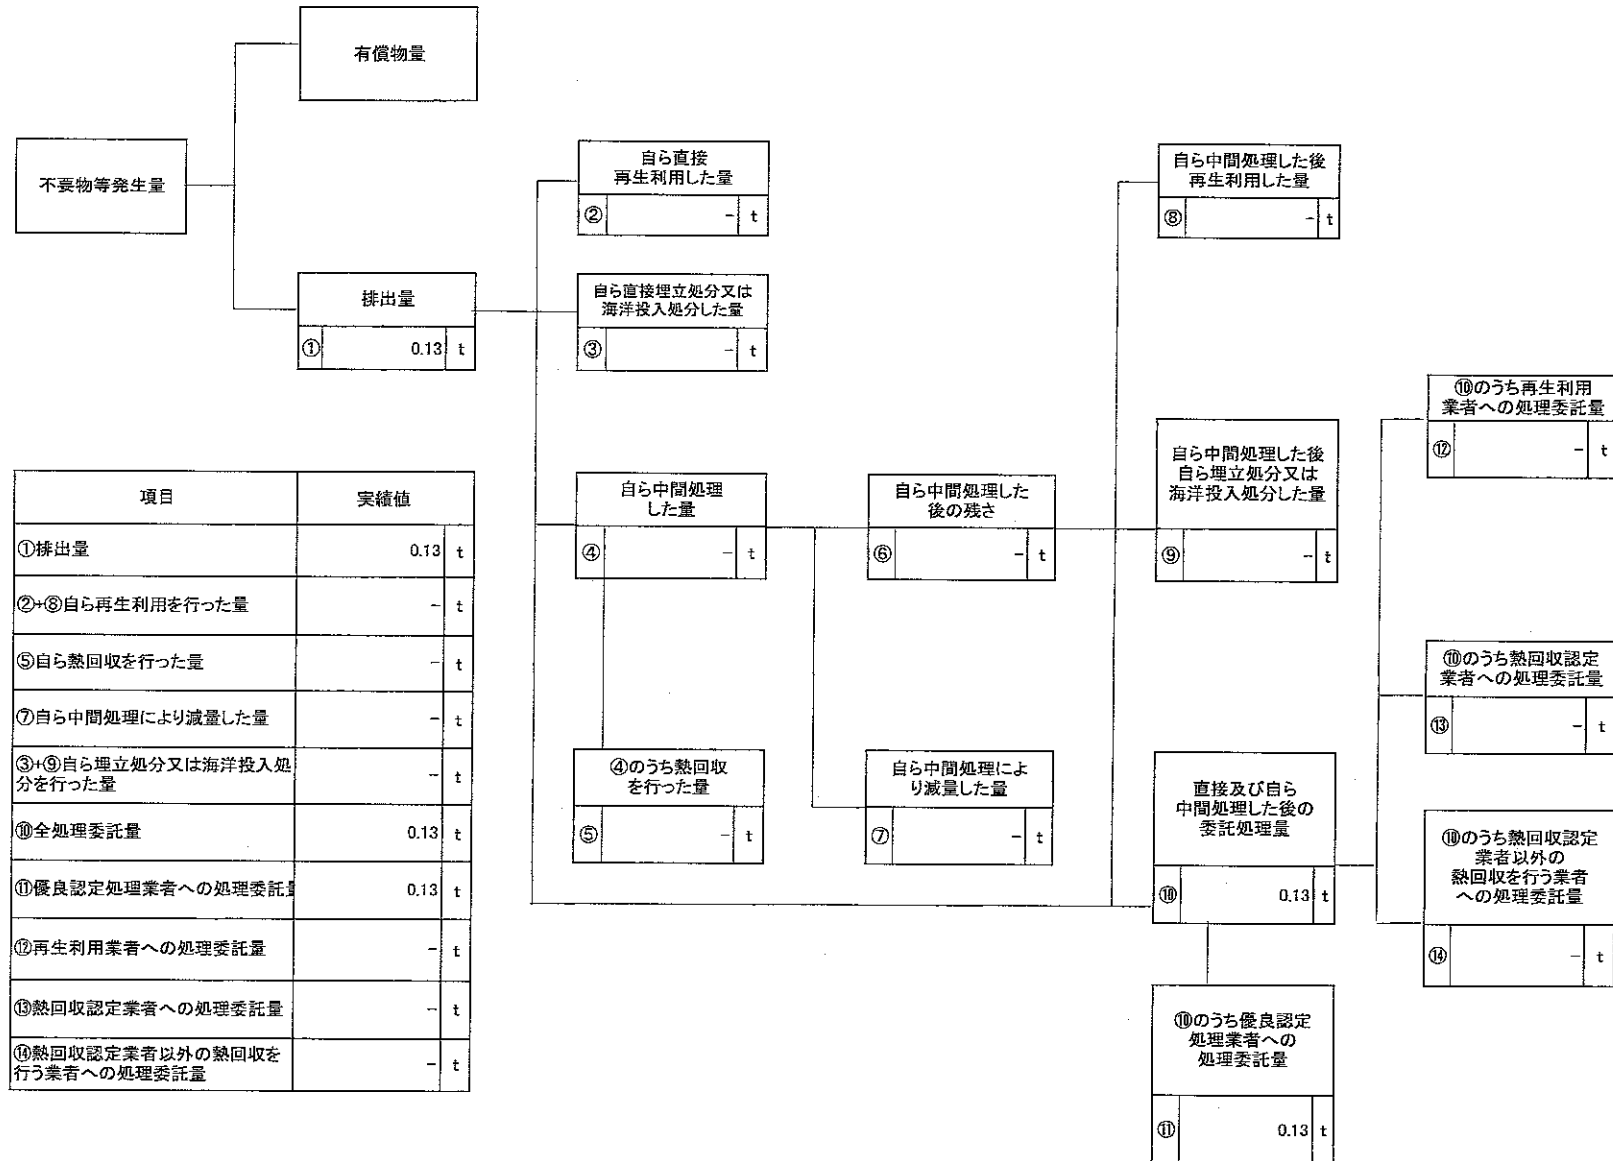 有償物量
不要物等発生量
排出量
① 0.13 t
自ら直接
再生利用した量
② - t
自ら直接埋立処分又は
海洋投入処分した量
③ - t
自ら中間処理
した量
④ - t
④のうち熱回収
を行った量
⑤ - t
自ら中間処理した
後の残さ
⑥ - t
自ら中間処理によ
り減量した量
⑦ - t
自ら中間処理した後
再生利用した量
⑧ - t
自ら中間処理した後
自ら埋立処分又は
海洋投入処分した量
⑨ - t
直接及び自ら
中間処理した後の
委託処理量
⑩ 0.13 t
⑩のうち優良認定
処理業者への
処理委託量
⑪ 0.13 t
⑩のうち再生利用
業者への処理委託量
⑫ - t
⑩のうち熱回収認定
業者への処理委託量
⑬ - t
⑩のうち熱回収認定
業者以外の
熱回収を行う業者
への処理委託量
⑭ - t
項目 実績値
①排出量 0.13 t
②+⑧自ら再生利用を行った量 - t
⑤自ら熱回収を行った量 - t
⑦自ら中間処理により減量した量 - t
③+⑨自ら埋立処分又は海洋投入処
分を行った量 - t
⑩全処理委託量 0.13 t
⑪優良認定処理業者への処理委託量 0.13 t
⑫再生利用業者への処理委託量 - t
⑬熱回収認定業者への処理委託量 - t
⑭熱回収認定業者以外の熱回収を
行う業者への処理委託量 - t